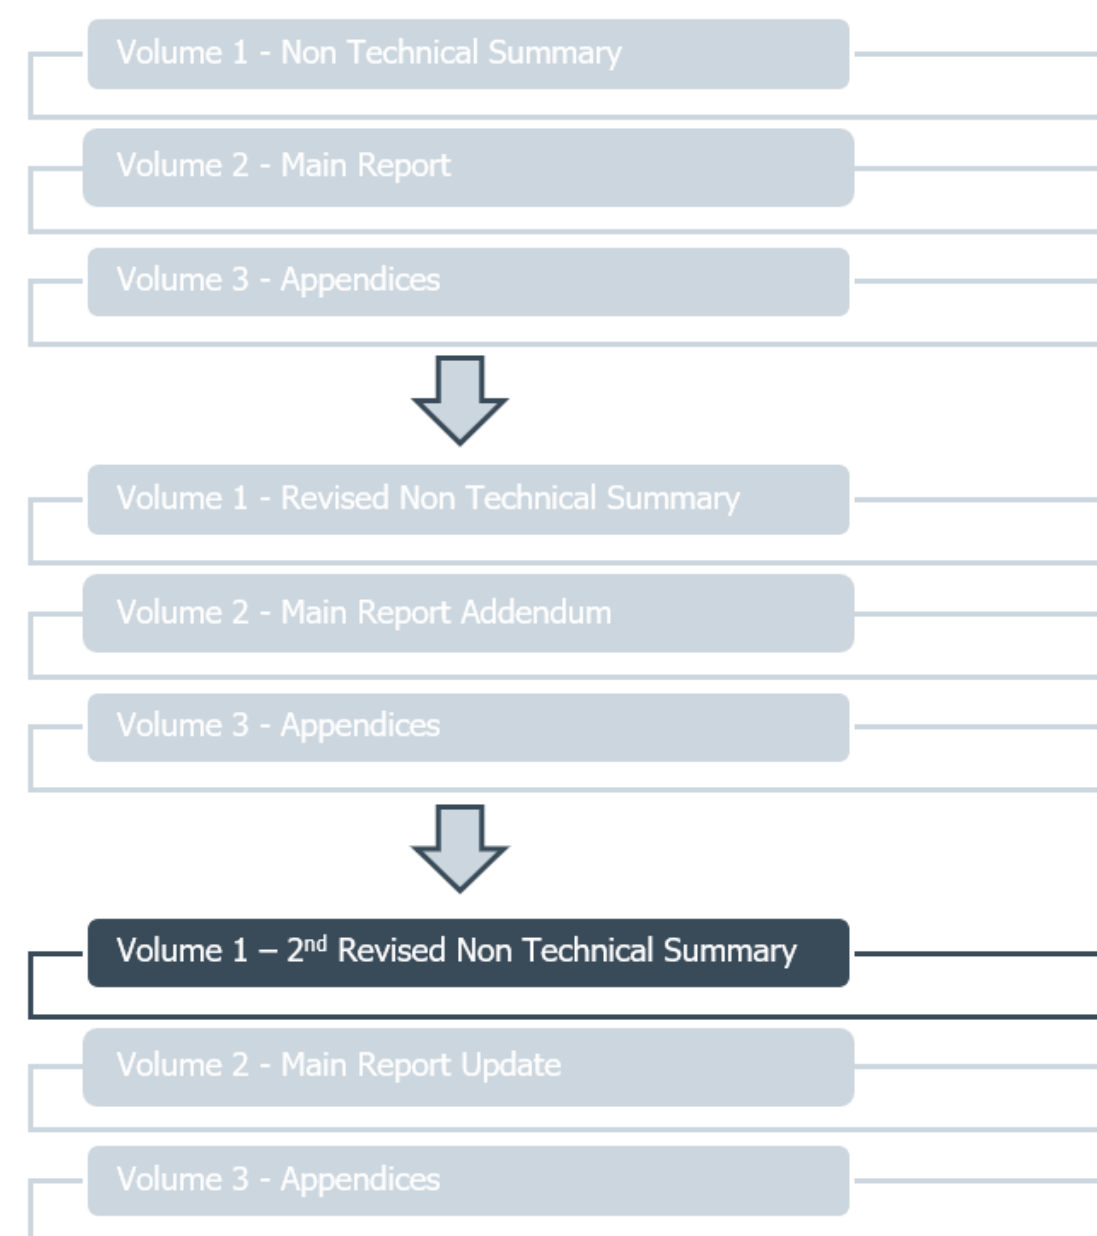 Volume 1 - Non Technical Summary
Volume 2 - Main Report
Volume 3 - Appendices
Volume 1 - Revised Non Technical Summary
Volume 2 - Main Report Addendum
Volume 3 - Appendices
Volume 1 – 2nd Revised Non Technical Summary
Volume 2 - Main Report Update
Volume 3 - Appendices